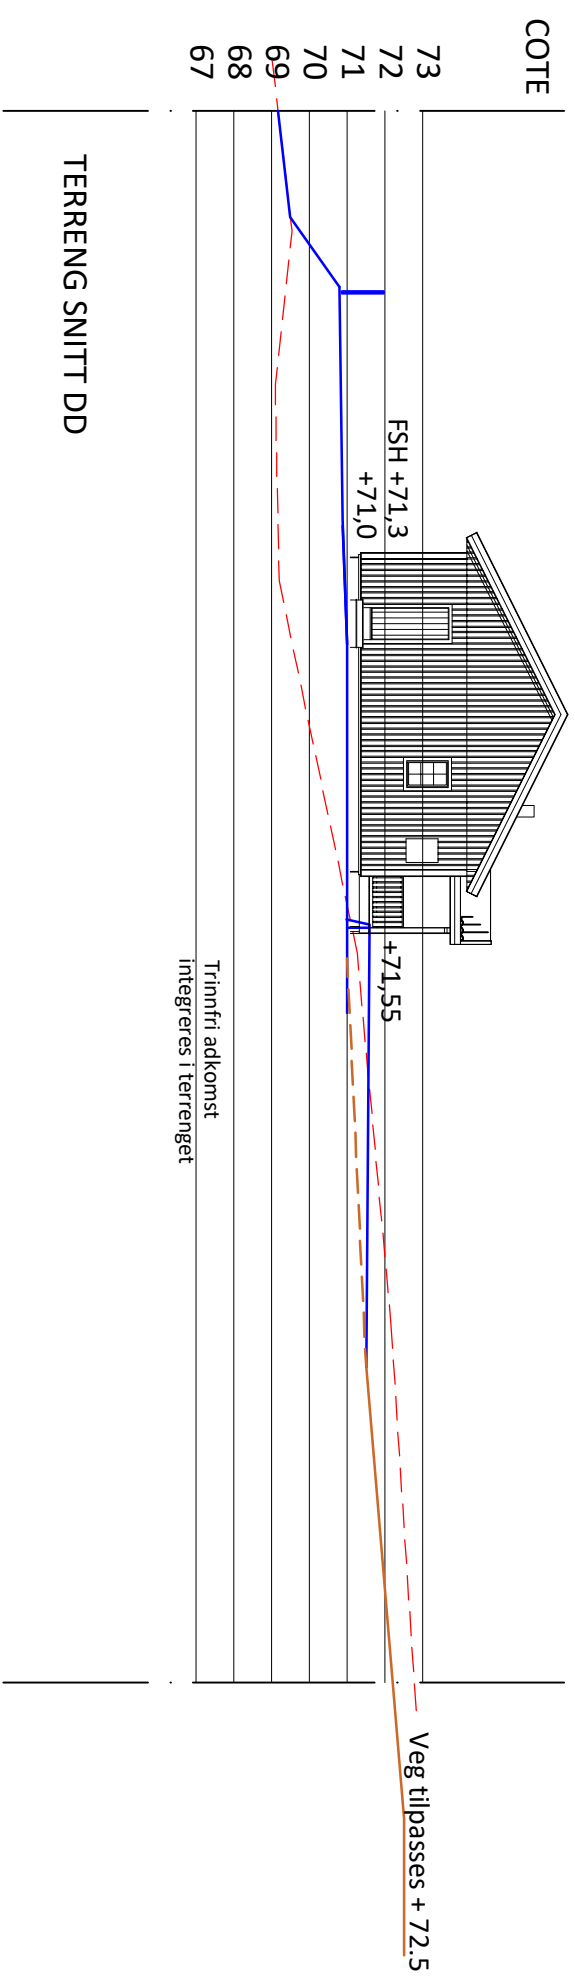 COTE
73
72
71
70
69
68
67
FSH +71,3
+71,0
+71,55
Trinnfri adkomst
integreres i terrenget
Veg tilpasses + 72.5
TERRENG SNITT DD